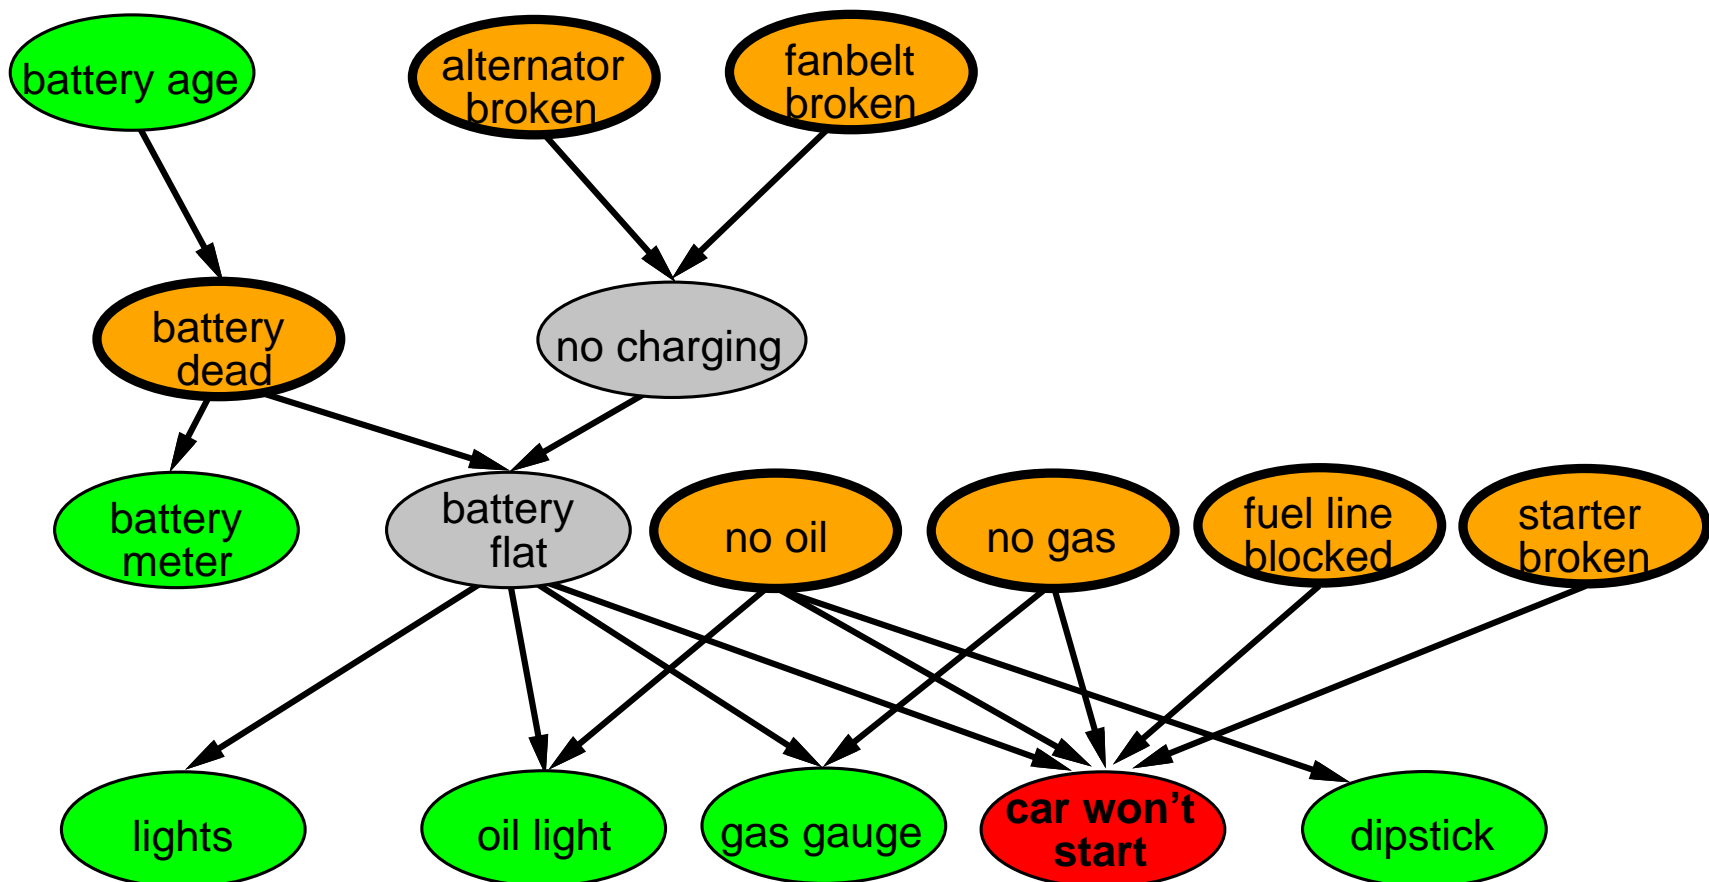 battery age
alternator
broken
fanbelt
broken
battery
dead
no charging
battery
meter
battery
flat
no oil
no gas
fuel line
blocked
starter
broken
lights
oil light
gas gauge
car won’t
start
dipstick